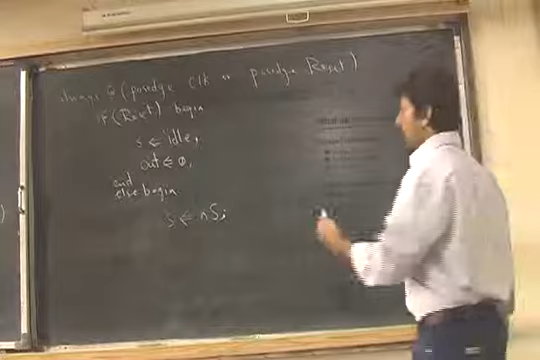 always @ (posedge Clk or posedge Reset)
if (Reset) begin
s <= `Idle;
out <= 0;
end
else begin
s <= nS;